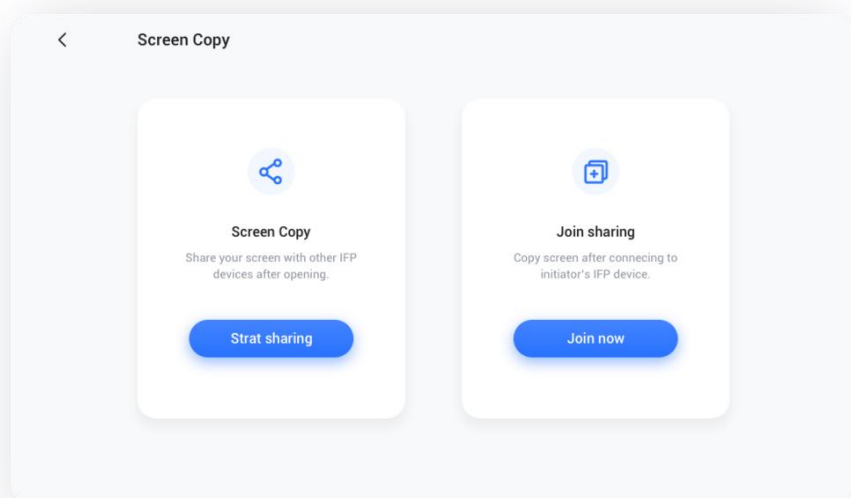 Screen Copy
Screen Copy
Share your screen with other IFP
devices after opening.
Strat sharing
Join sharing
Copy screen after connecing to
initiator's IFP device.
Join now